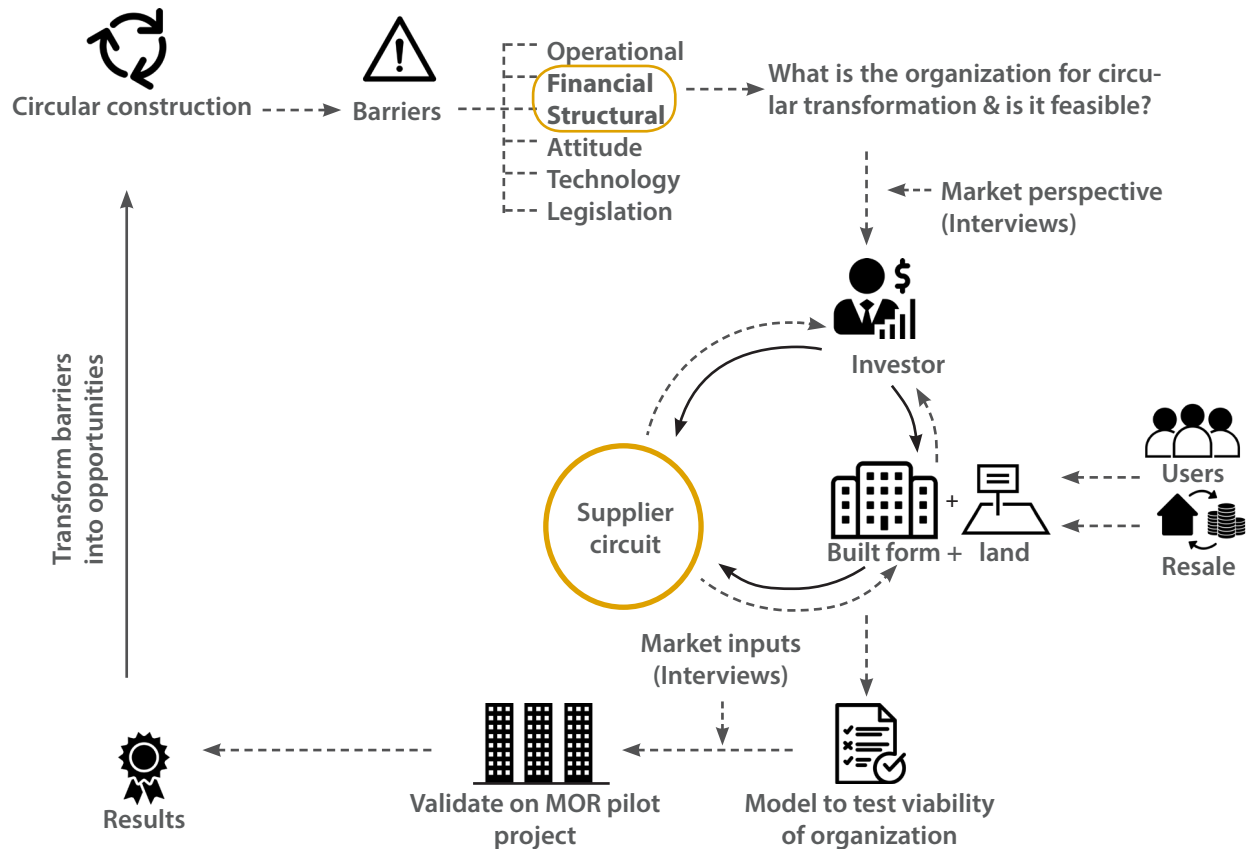 Circular construction
Barriers
Operational
Financial
Structural
Attitude
Technology
Legislation
What is the organization for circu-
lar transformation & is it feasible?
Market perspective
(Interviews)
$
Investor
Transform barriers
into opportunities
Supplier
circuit
+
Built form + land
Users
Resale
Market inputs
(Interviews)
Results
Validate on MOR pilot
project
Model to test viability
of organization